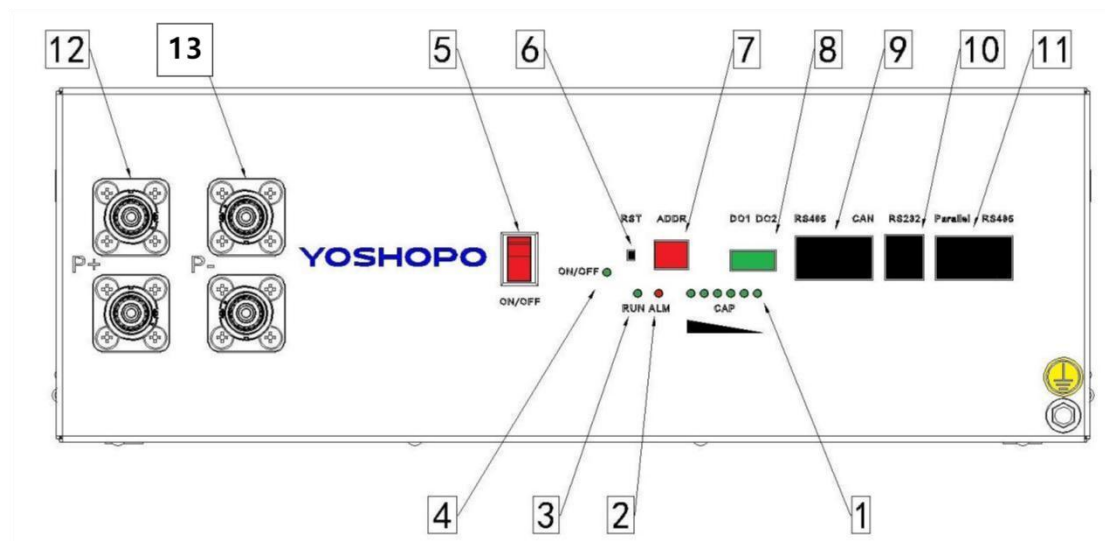 12 13 5 6 7 8 9 10 11
RST ADDR DO1 DO2 RS485 CAN RS232 Parallel RS485
P+ P- YOSHOPO
ON/OFF
ON/OFF RUN ALM CAP
4 3 2 1